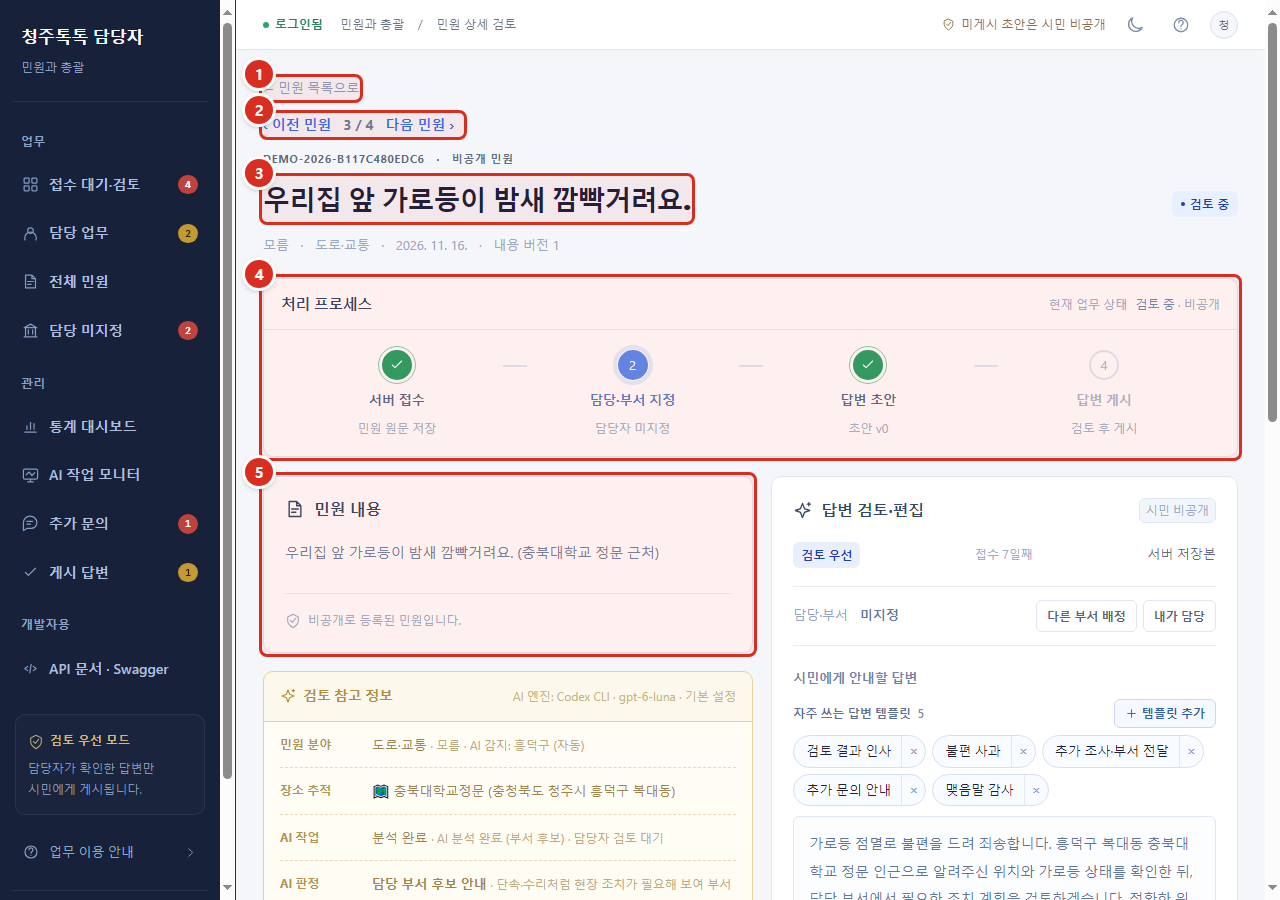 청주톡톡 담당자
민원과 총괄
업무
접수 대기·검토 4
담당 업무 2
전체 민원
담당 미지정 2
관리
통계 대시보드
AI 작업 모니터
추가 문의 1
게시 답변 1
개발자용
API 문서 · Swagger
검토 우선 모드
담당자가 확인한 답변만
시민에게 게시됩니다.
업무 이용 안내
로그인됨 민원과 총괄 / 민원 상세 검토
미게시 초안은 시민 비공개 청
1
민원 목록으로
2
‹ 이전 민원 3 / 4 다음 민원 ›
DEMO-2026-B117C480EDC6 · 비공개 민원
3
우리집 앞 가로등이 밤새 깜빡거려요.
• 검토 중
모름 · 도로·교통 · 2026. 11. 16. · 내용 버전 1
4
처리 프로세스
현재 업무 상태 검토 중 · 비공개
2 4
서버 접수 담당·부서 지정 답변 초안 답변 게시
민원 원문 저장 담당자 미지정 초안 v0 검토 후 게시
5
민원 내용
우리집 앞 가로등이 밤새 깜빡거려요. (충북대학교 정문 근처)
비공개로 등록된 민원입니다.
검토 참고 정보
AI 엔진: Codex CLI · gpt-6-luna · 기본 설정
민원 분야 도로·교통 · 모름 · AI 감지: 흥덕구 (자동)
장소 추적 충북대학교정문 (충청북도 청주시 흥덕구 복대동)
AI 작업 분석 완료 · AI 분석 완료 (부서 후보) · 담당자 검토 대기
AI 판정 담당 부서 후보 안내 · 단속·수리처럼 현장 조치가 필요해 보여 부서
답변 검토·편집
시민 비공개
검토 우선 접수 7일째 서버 저장본
담당·부서 미지정 다른 부서 배정 내가 담당
시민에게 안내할 답변
자주 쓰는 답변 템플릿 5
+ 템플릿 추가
검토 결과 인사 × 불편 사과 × 추가 조사·부서 전달 ×
추가 문의 안내 × 맺음말 감사 ×
가로등 점멸로 불편을 드려 죄송합니다. 흥덕구 복대동 충북대
학교 정문 인근으로 알려주신 위치와 가로등 상태를 확인한 뒤,
담당 부서에서 필요한 조치 계획을 검토하겠습니다. 정확한 위